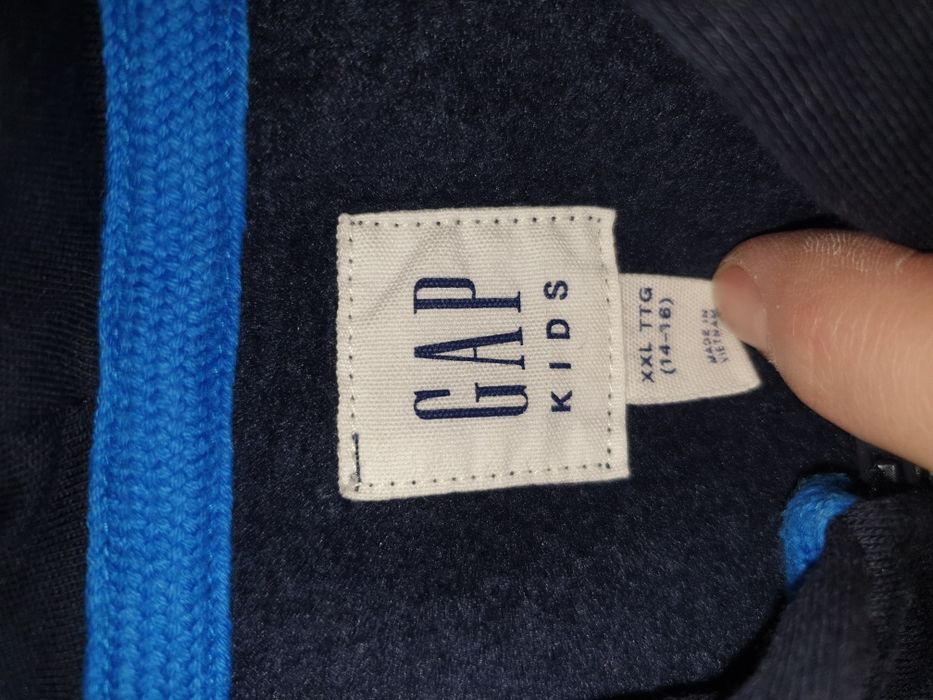 GAP
KIDS
XXL TTG
(14-16)
MADE IN
VIETNAM